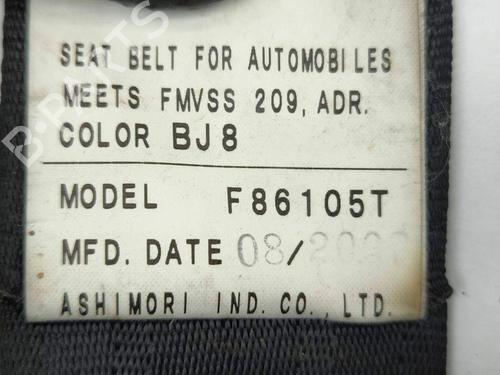 SEAT BELT FOR AUTOMOBILES
MEETS FMVSS 209, ADR.
COLOR BJ8
MODEL F86105T
MFD. DATE 08/
ASHIMORI IND. CO., LTD.
B-PARTS